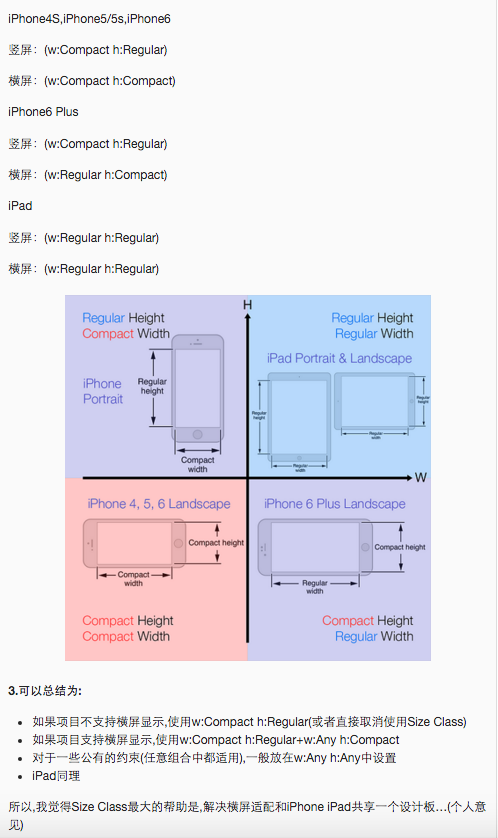 iPhone4S,iPhone5/5s,iPhone6
竖屏：(w:Compact h:Regular)
横屏：(w:Compact h:Compact)
iPhone6 Plus
竖屏：(w:Compact h:Regular)
横屏：(w:Regular h:Compact)
iPad
竖屏：(w:Regular h:Regular)
横屏：(w:Regular h:Regular)
H
Regular Height
Compact Width
iPhone
Portrait
Regular
height
Compact
width
Regular Height
Regular Width
iPad Portrait & Landscape
Regular
height
Regular
width
Regular
height
Regular
width
W
iPhone 4, 5, 6 Landscape
Compact height
Compact
width
Compact Height
Compact Width
iPhone 6 Plus Landscape
Compact height
Regular
width
Compact Height
Regular Width
3.可以总结为:
如果项目不支持横屏显示,使用w:Compact h:Regular(或者直接取消使用Size Class)
如果项目支持横屏显示,使用w:Compact h:Regular+w:Any h:Compact
对于一些公有的约束(任意组合中都适用),一般放在w:Any h:Any中设置
iPad同理
所以,我觉得Size Class最大的帮助是,解决横屏适配和iPhone iPad共享一个设计板...(个人意
见)